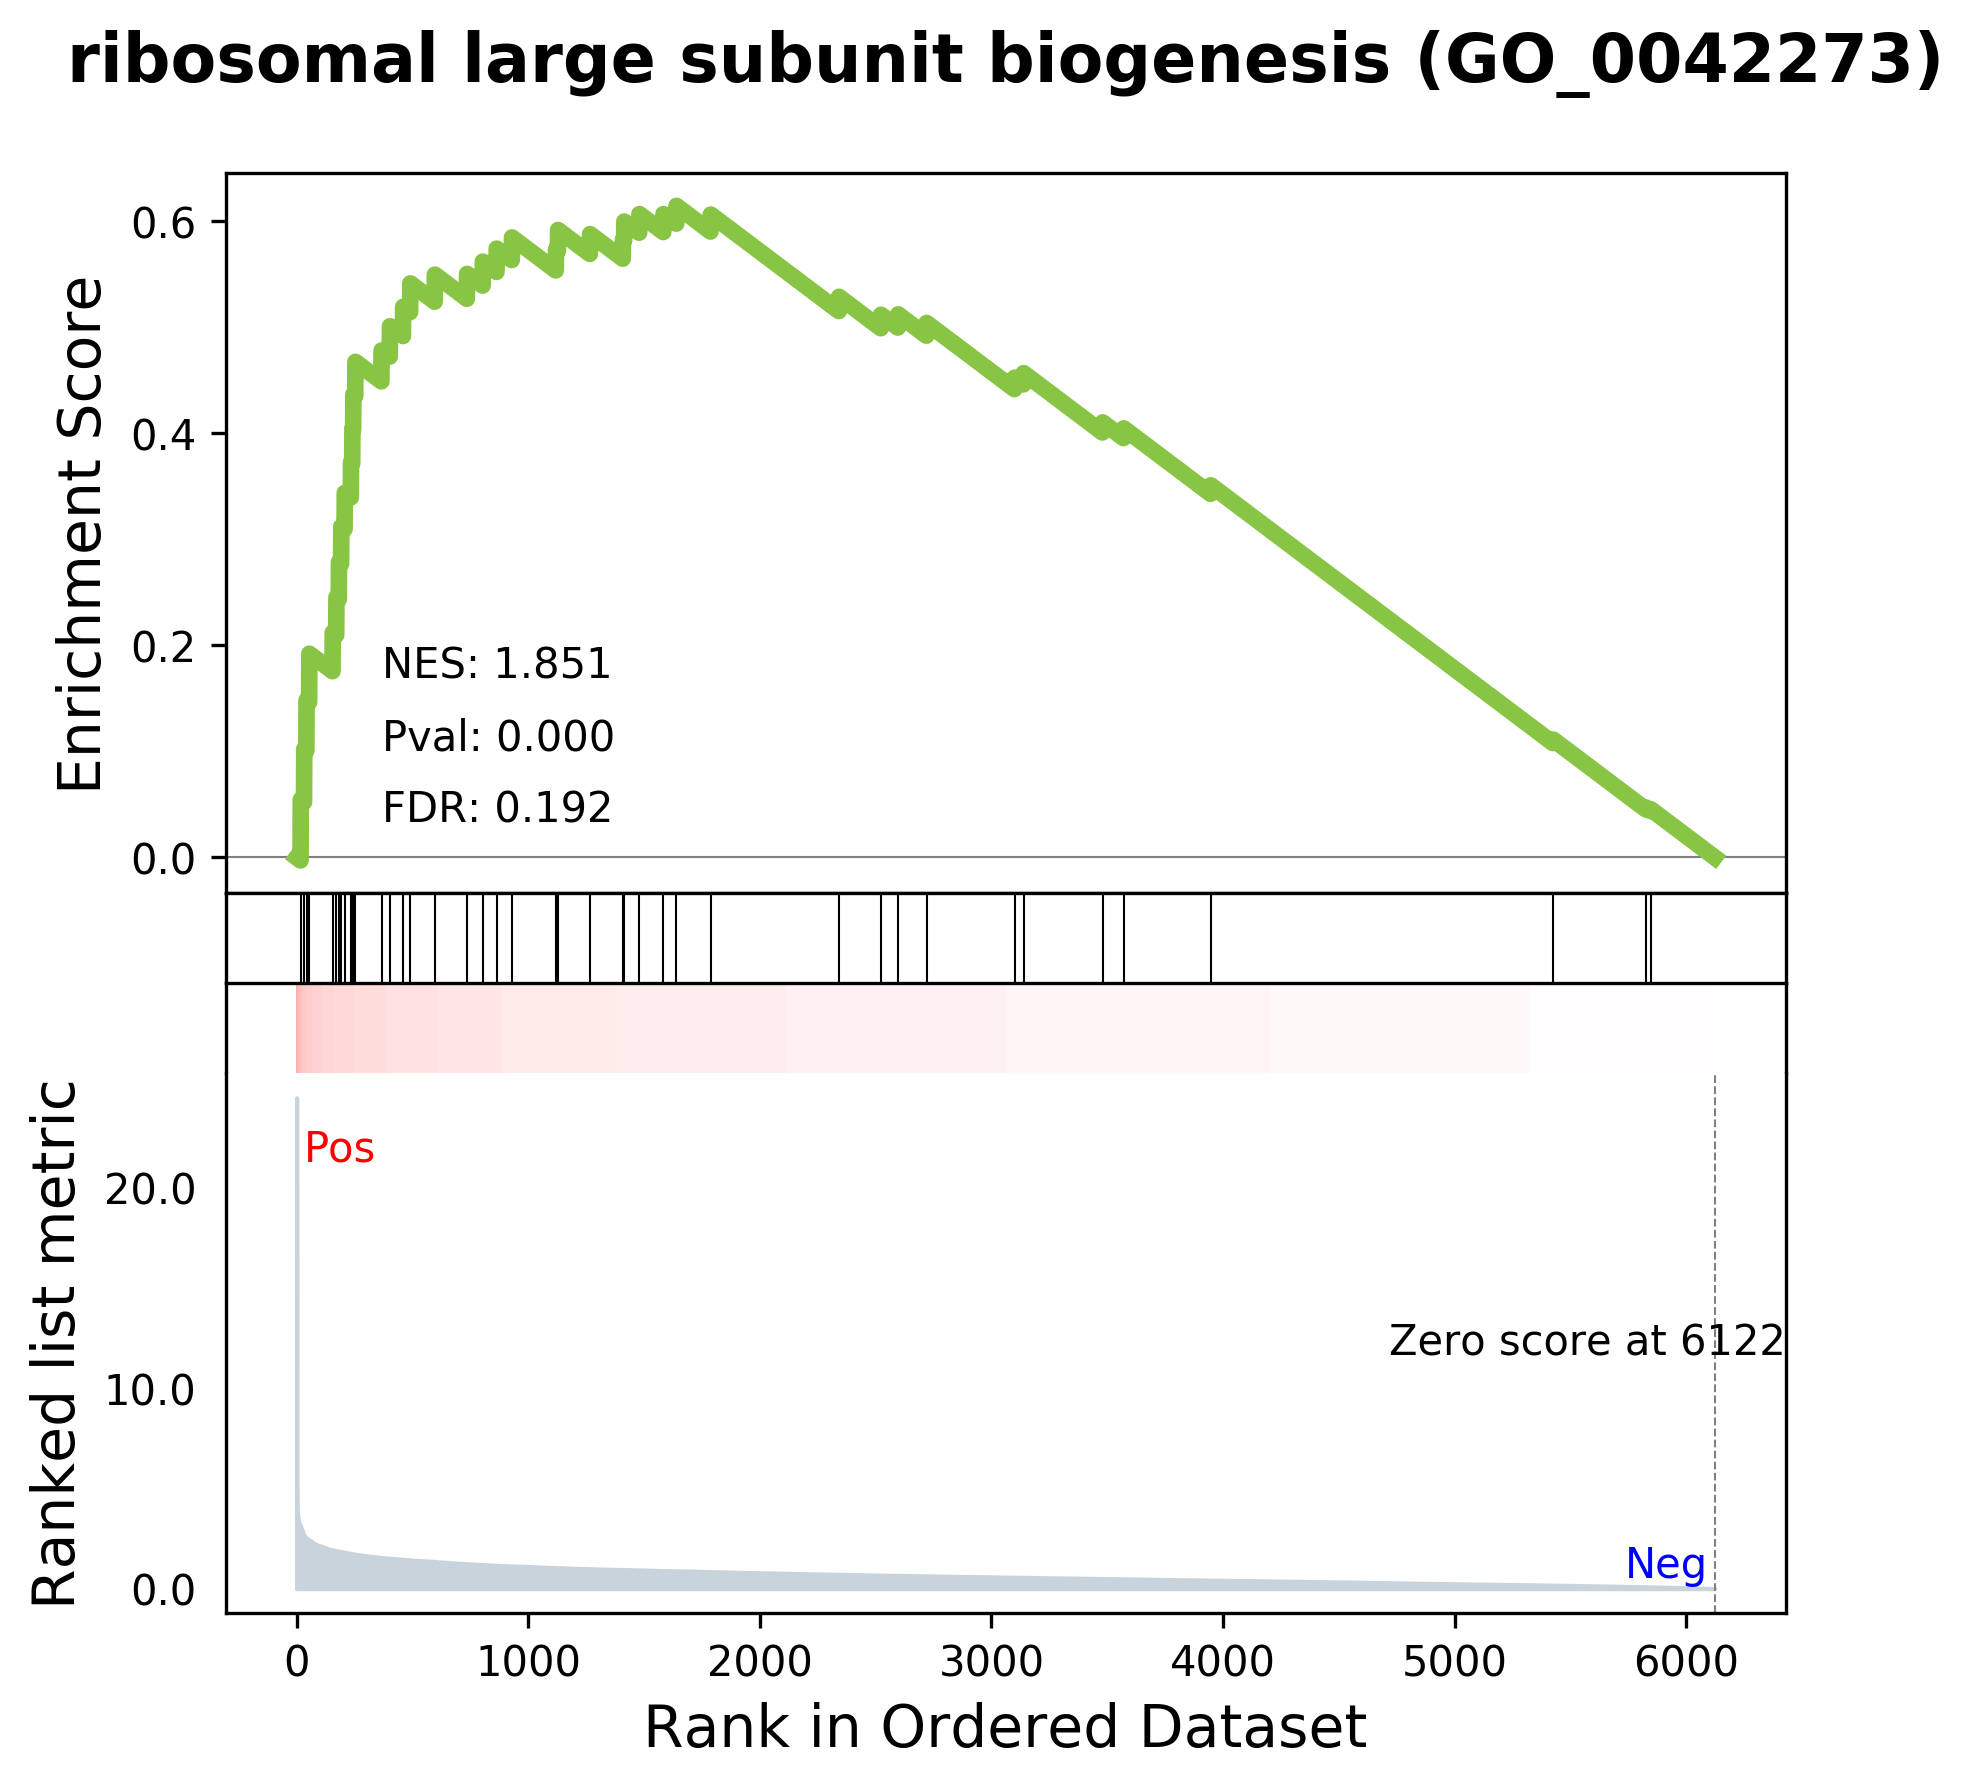 ribosomal large subunit biogenesis (GO_0042273)
Enrichment Score
0.6
0.4
0.2
0.0
NES: 1.851
Pval: 0.000
FDR: 0.192
Ranked list metric
20.0
10.0
0.0
Pos
Zero score at 6122
Neg
0 1000 2000 3000 4000 5000 6000
Rank in Ordered Dataset